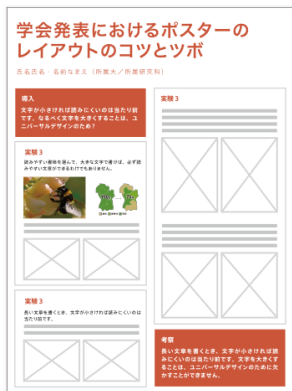 学会発表におけるポスターの
レイアウトのコツとツボ
氏名氏名・名前なまえ（所属大／所属研究科）
導入
文字が小さければ読みにくいのは当たり前
です。なるべく文字を大きくすることは、ユ
ニバーサルデザインのため？
実験 3
読みやすい書体を選んで、大きな文字で書けば、必ず読
みやすい文章ができるわけでもありません。
実験 3
長い文章を書くとき、文字が小さければ読みにくいのは
当たり前です。
実験 3
考察
長い文章を書くとき、文字が小さければ読
みにくいのは当たり前です。文字を大きくす
ることは、ユニバーサルデザインのために欠
かすことができません。